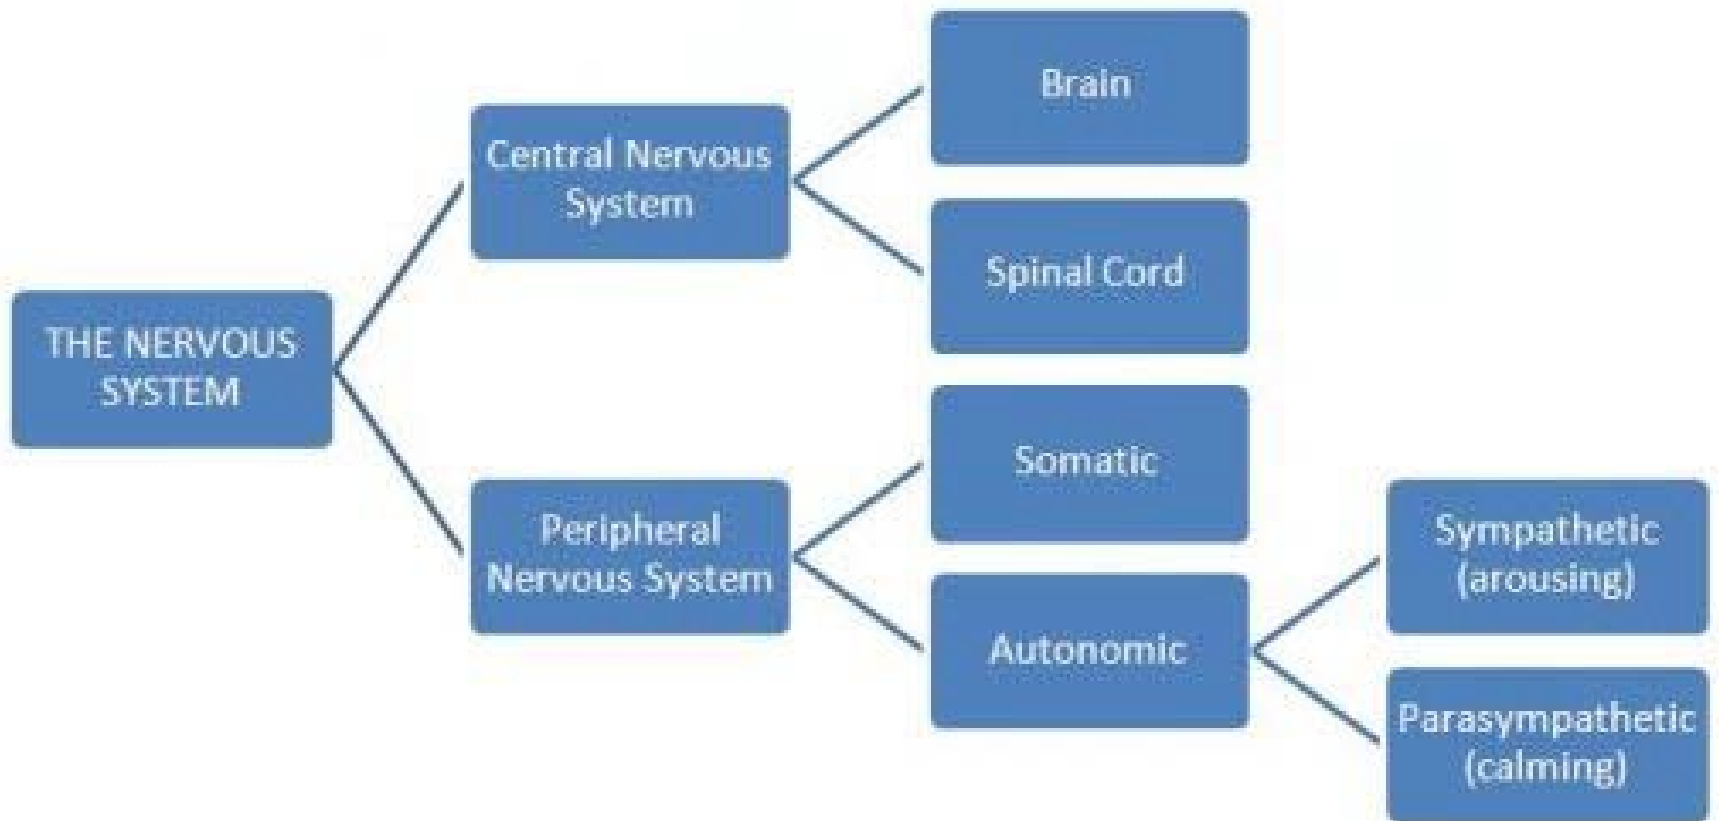 THE NERVOUS
SYSTEM
Central Nervous
System
Brain
Spinal Cord
Peripheral
Nervous System
Somatic
Autonomic
Sympathetic
(arousing)
Parasympathetic
(calming)